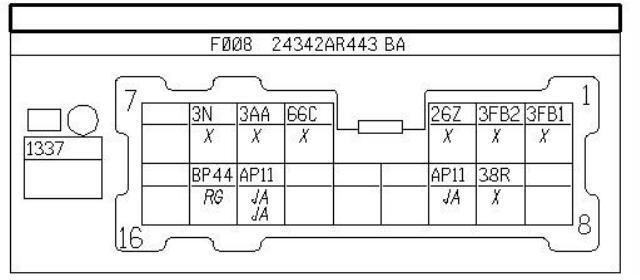 FØØ8 24342AR443 BA
1337
7 3N 3AA 66C 26Z 3FB2 3FB1 1
X X X X X X
BP44 AP11 AP11 38R
RG JA JA X
JA
16 8